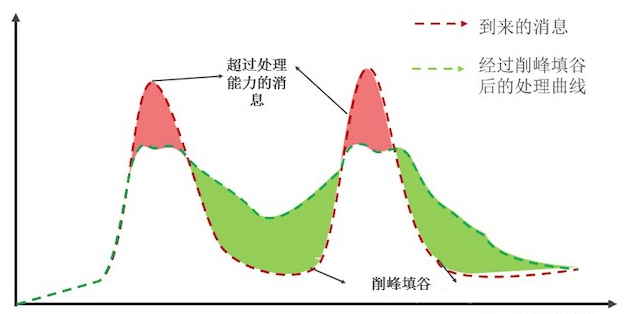 到来的消息
超过处理
能力的消
息
经过削峰填谷
后的处理曲线
削峰填谷